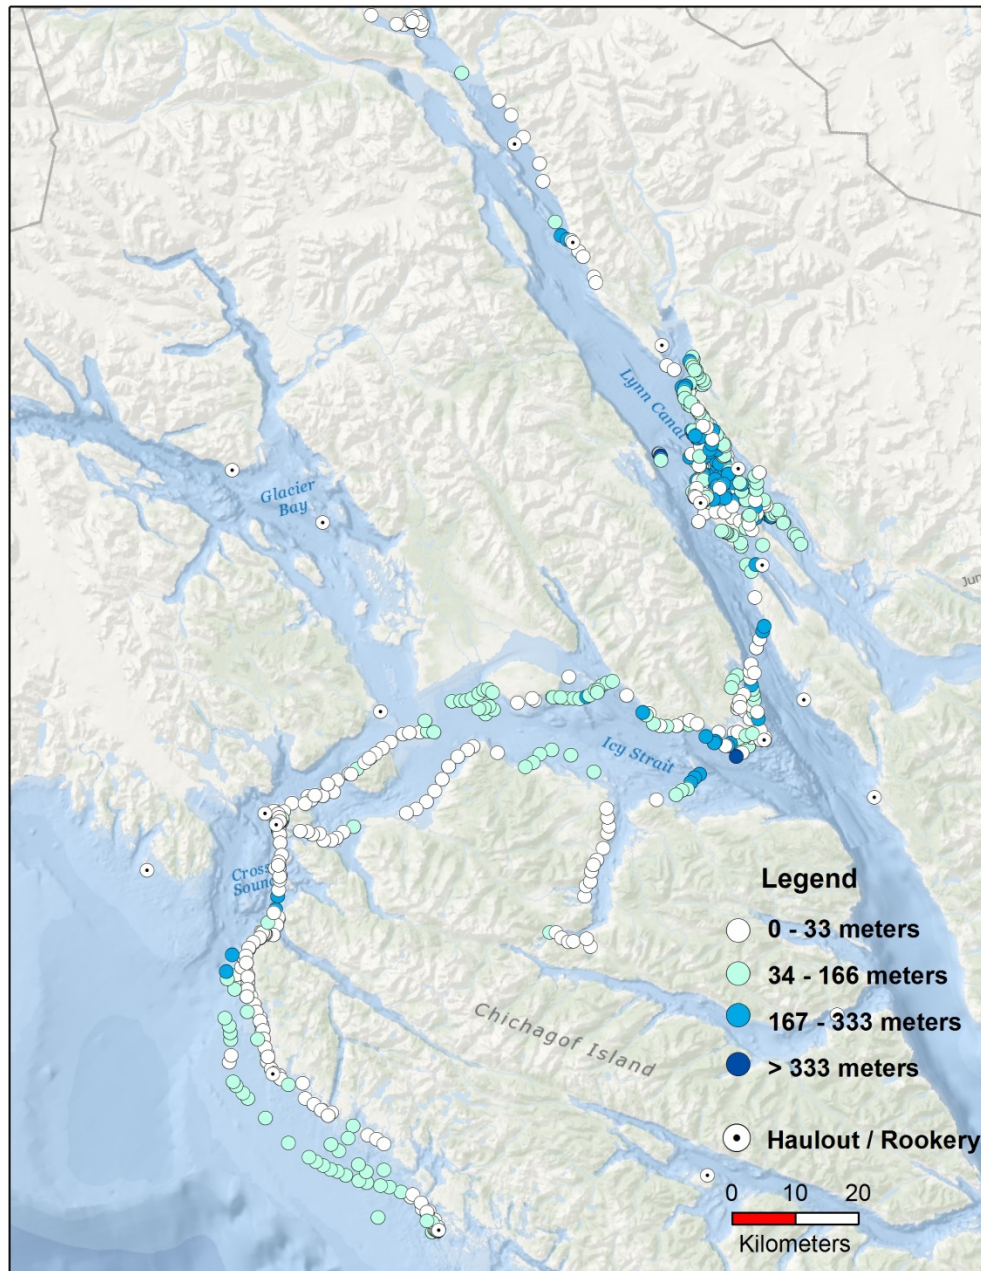 Lynn Canal
Glacier
Bay
Jun
Icy Strait
Cross
Sound
Chichagof Island
Legend
0 - 33 meters
34 - 166 meters
167 - 333 meters
> 333 meters
Haulout / Rookery
0 10 20
Kilometers